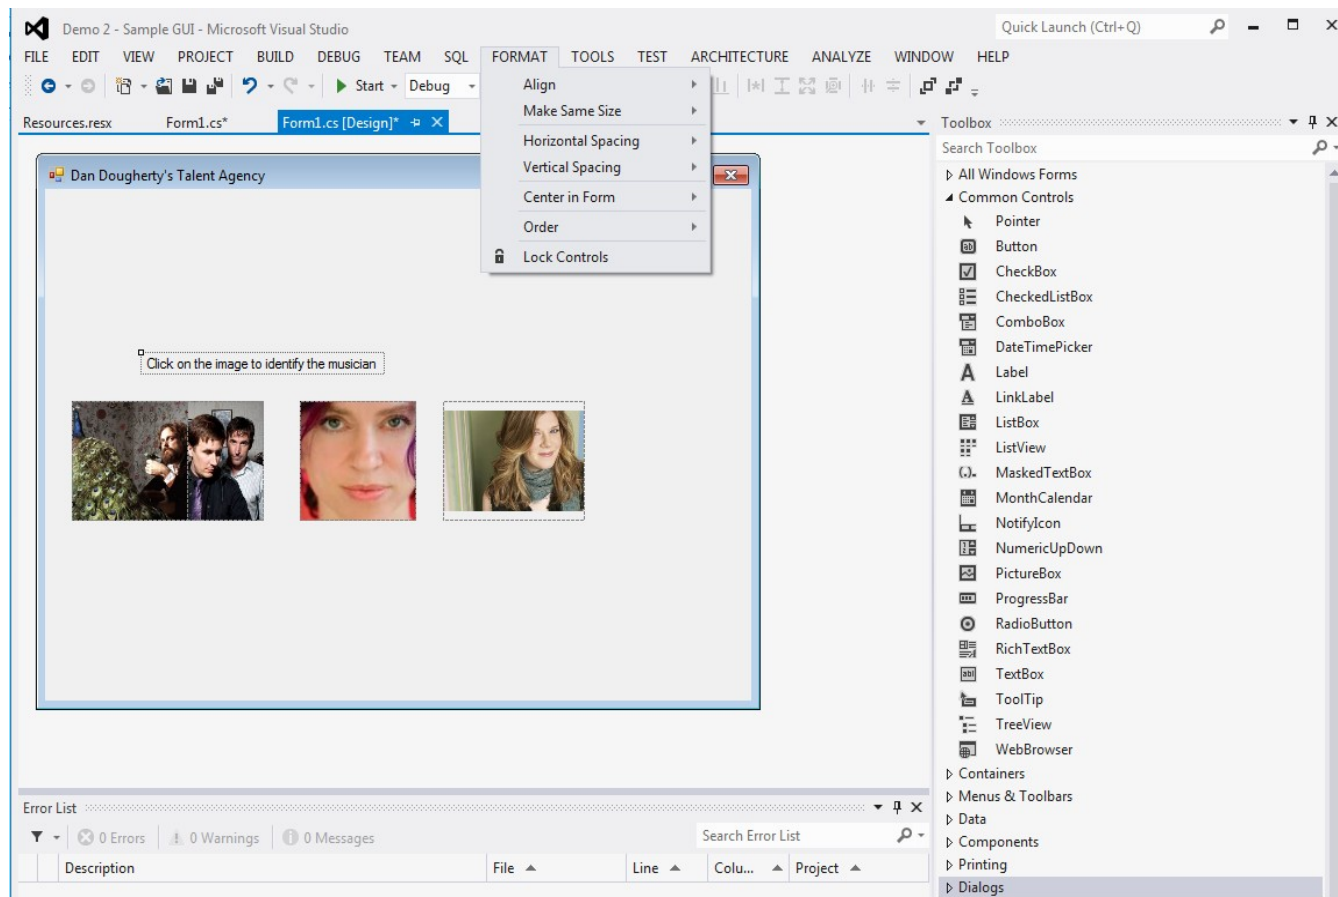 Demo 2 - Sample GUI - Microsoft Visual Studio
Quick Launch (Ctrl+Q)
FILE EDIT VIEW PROJECT BUILD DEBUG TEAM SQL FORMAT TOOLS TEST ARCHITECTURE ANALYZE WINDOW HELP
Start Debug
Align
Make Same Size
Horizontal Spacing
Vertical Spacing
Center in Form
Order
Lock Controls
Resources.resx Form1.cs* Form1.cs [Design]*
Dan Dougherty's Talent Agency
Click on the image to identify the musician
Toolbox
Search Toolbox
All Windows Forms
Common Controls
Pointer
Button
CheckBox
CheckedListBox
ComboBox
DateTimePicker
Label
LinkLabel
ListBox
ListView
MaskedTextBox
MonthCalendar
NotifyIcon
NumericUpDown
PictureBox
ProgressBar
RadioButton
RichTextBox
TextBox
ToolTip
TreeView
WebBrowser
Containers
Menus & Toolbars
Data
Components
Printing
Dialogs
Error List
0 Errors 0 Warnings 0 Messages
Search Error List
Description File Line Colu... Project